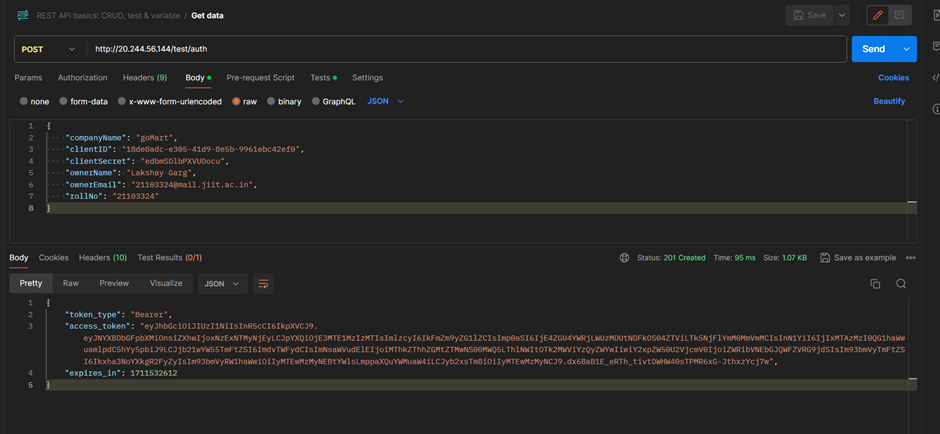 REST API basics: CRUD, test & variable / Get data
Save
POST
http://20.244.56.144/test/auth
Send
Params Authorization Headers (9) Body Pre-request Script Tests Settings
Cookies
none form-data x-www-form-urlencoded raw binary GraphQL JSON
Beautify
1 {
2 "companyName": "goMart",
3 "clientID": "18de8adc-e305-41d9-8e5b-9961ebc42ef0",
4 "clientSecret": "edbmSDlbPXVUDocu",
5 "ownerName": "Lakshay Garg",
6 "ownerEmail": "21103324@mail.jiit.ac.in",
7 "rollNo": "21103324"
8 }
Body Cookies Headers (10) Test Results (0/1)
Status: 201 Created Time: 95 ms Size: 1.07 KB Save as example
Pretty Raw Preview Visualize JSON
1 {
2 "token_type": "Bearer",
3 "access_token": "eyJhbGciOiJIUzI1NiIsInR5cCI6IkpXVCJ9.
4 "expires_in": 1711532612
5 }